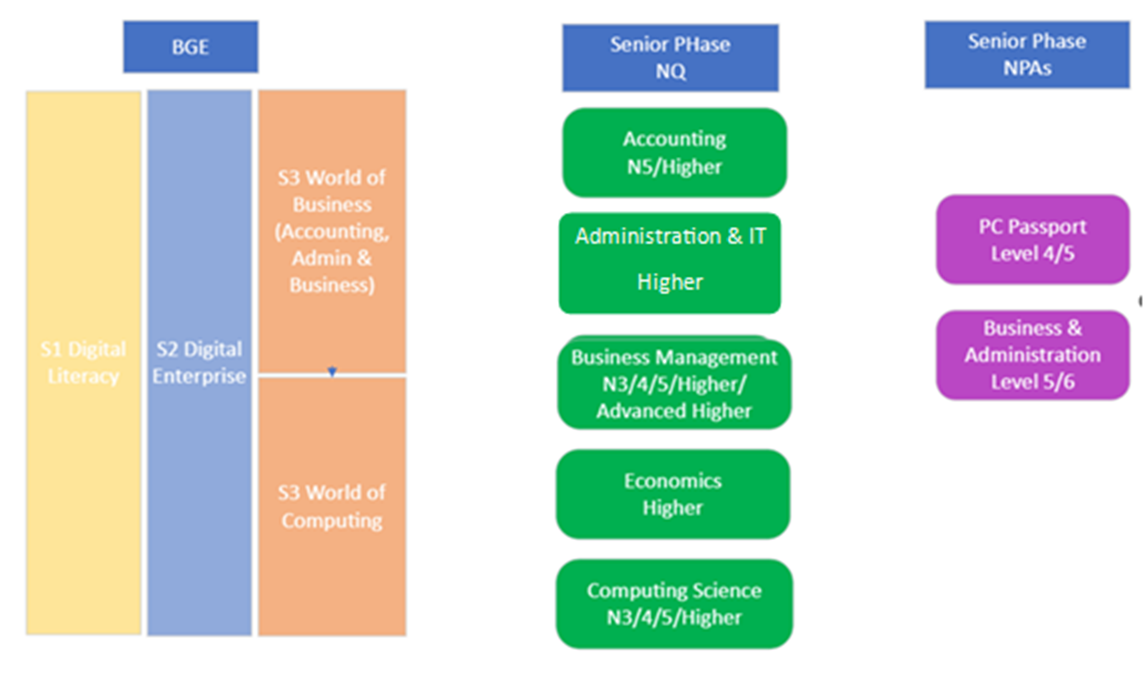 BGE
S1 Digital
Literacy
S2 Digital
Enterprise
S3 World of
Business
(Accounting,
Admin &
Business)
S3 World of
Computing
Senior PHase
NQ
Accounting
N5/Higher
Administration & IT
Higher
Business Management
N3/4/5/Higher/
Advanced Higher
Economics
Higher
Computing Science
N3/4/5/Higher
Senior Phase
NPAs
PC Passport
Level 4/5
Business &
Administration
Level 5/6